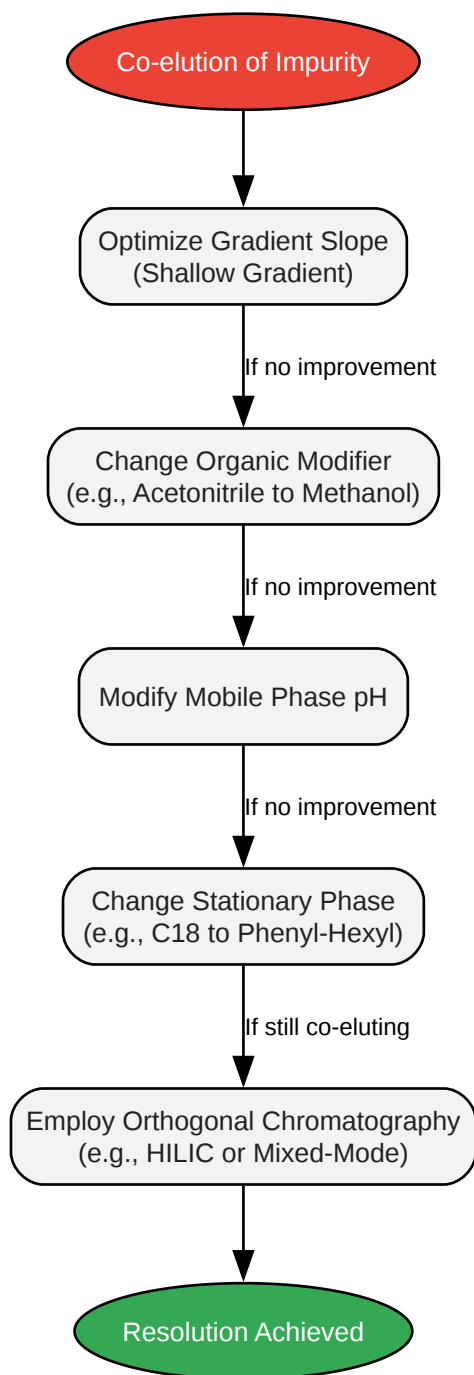 Co-elution of Impurity
Optimize Gradient Slope
(Shallow Gradient)
If no improvement
Change Organic Modifier
(e.g., Acetonitrile to Methanol)
If no improvement
Modify Mobile Phase pH
If no improvement
Change Stationary Phase
(e.g., C18 to Phenyl-Hexyl)
If still co-eluting
Employ Orthogonal Chromatography
(e.g., HILIC or Mixed-Mode)
Resolution Achieved